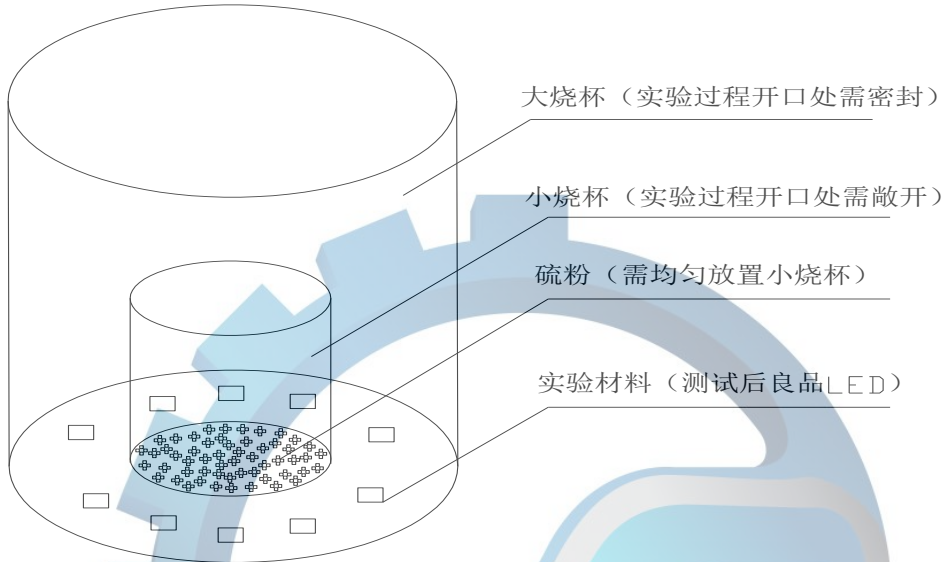 大烧杯（实验过程开口处需密封）
小烧杯（实验过程开口处需敞开）
硫粉（需均匀放置小烧杯）
实验材料（测试后良品LED）